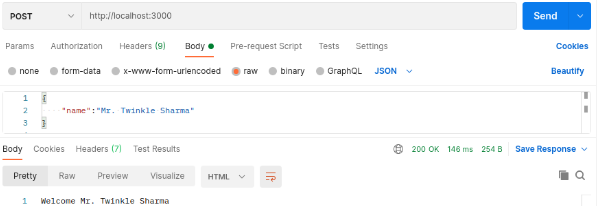 POST http://localhost:3000 Send
Params Authorization Headers (9) Body Pre-request Script Tests Settings Cookies
none form-data x-www-form-urlencoded raw binary GraphQL JSON Beautify
1 {
2 "name":"Mr. Twinkle Sharma"
3 }
Body Cookies Headers (7) Test Results 200 OK 146 ms 254 B Save Response
Pretty Raw Preview Visualize HTML
1 Welcome Mr. Twinkle Sharma